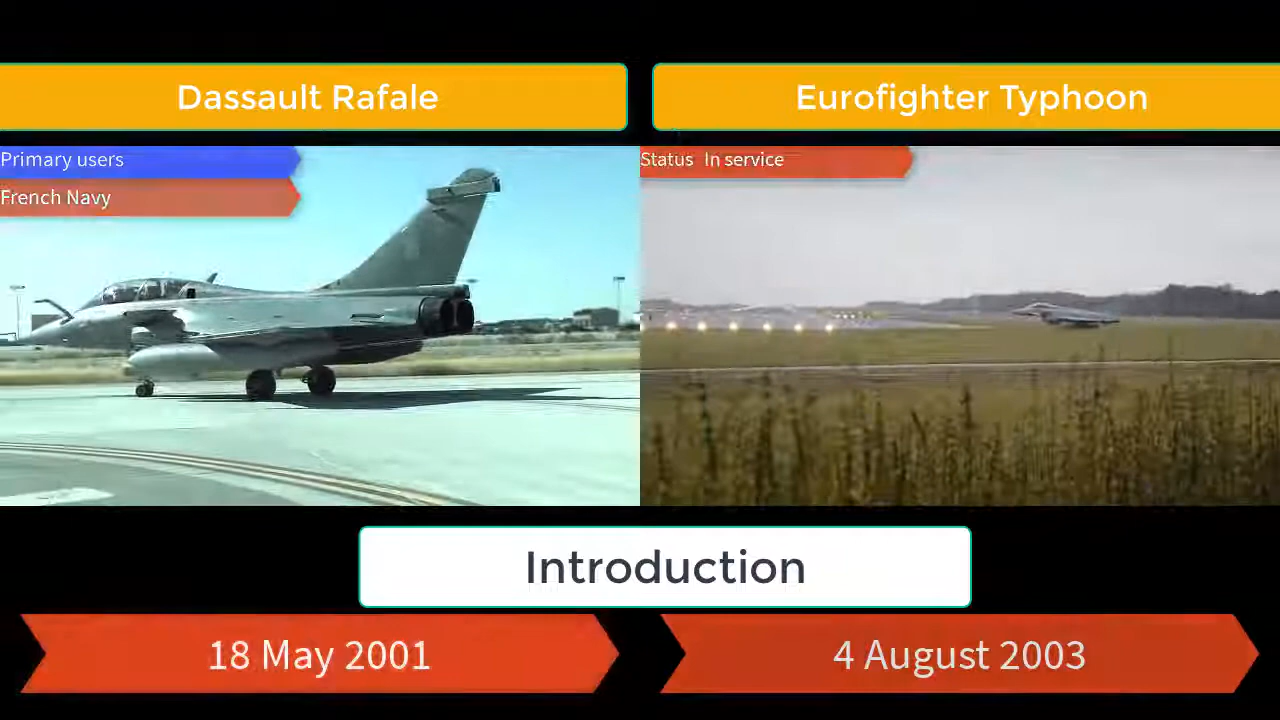 Dassault Rafale
Eurofighter Typhoon
Primary users
French Navy
Status In service
Introduction
18 May 2001
4 August 2003